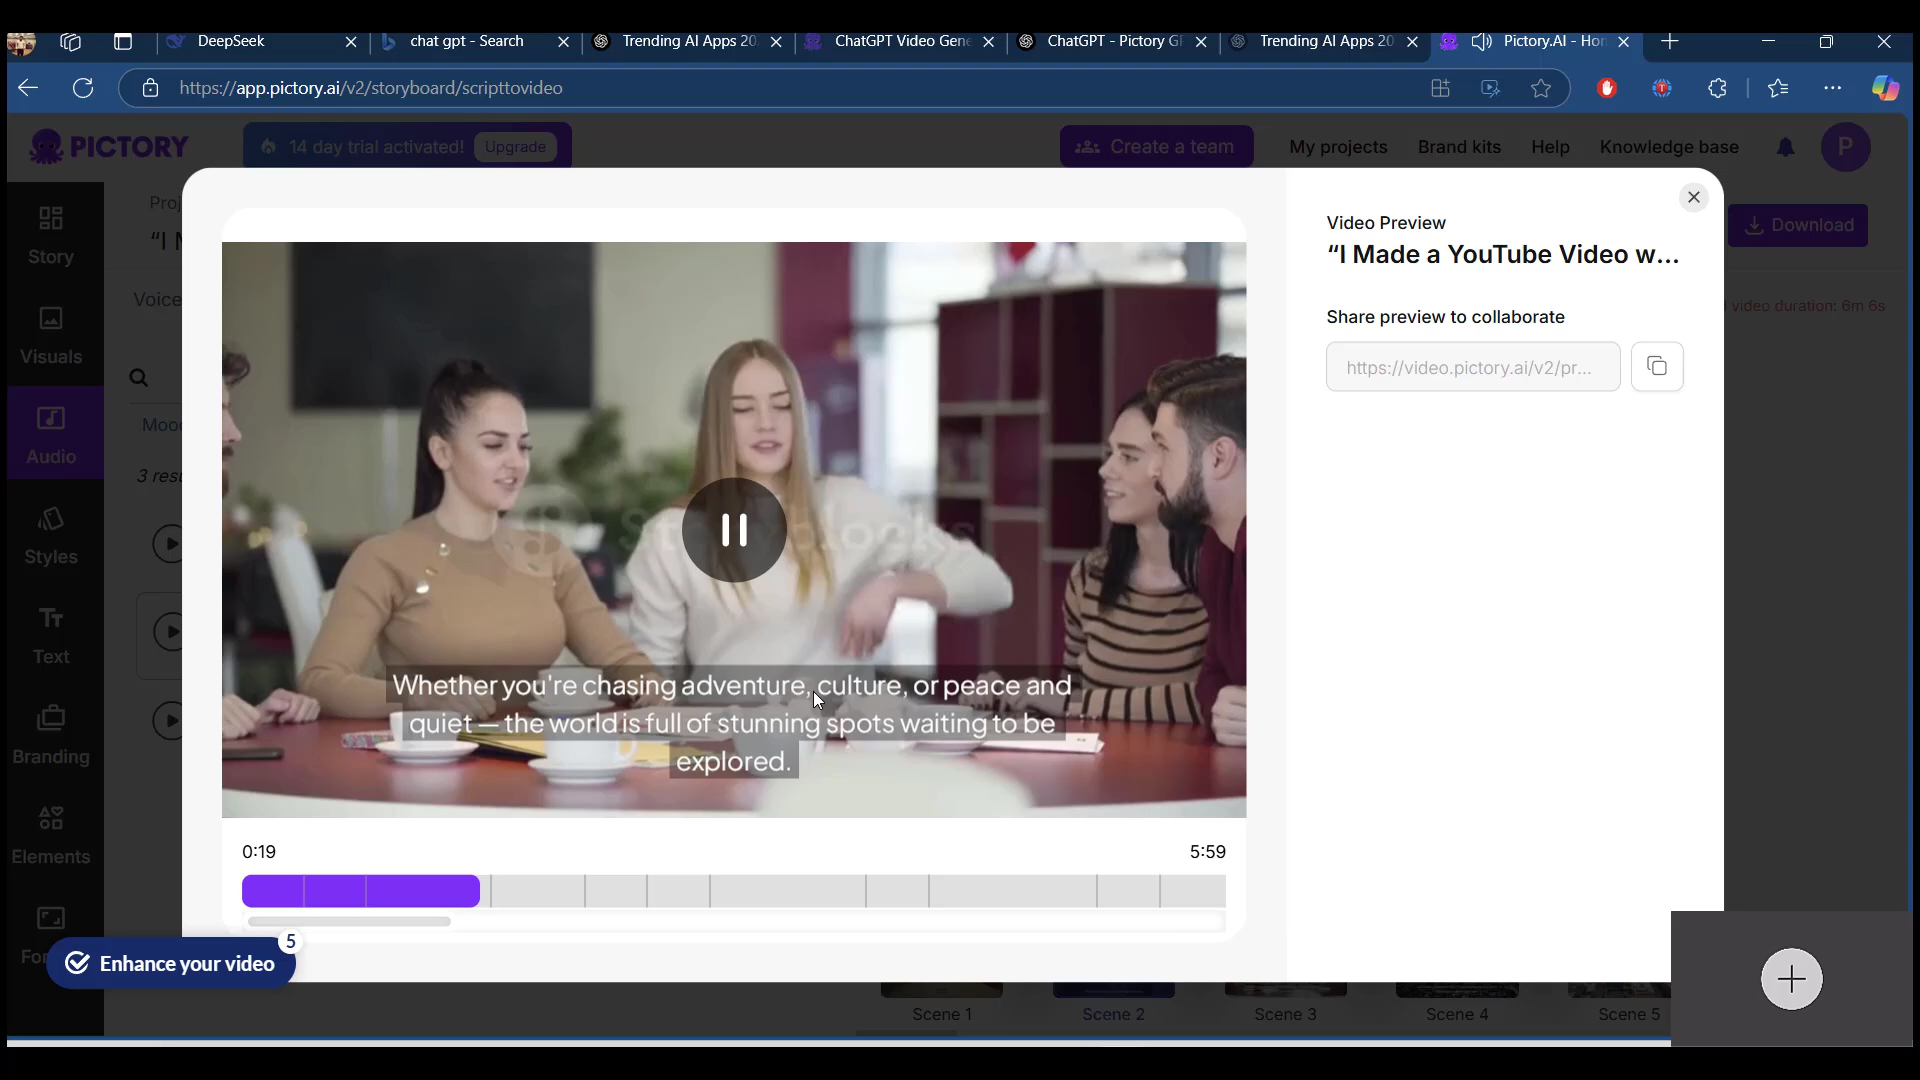 DeepSeek
chat gpt - Search
Trending AI Apps 20
ChatGPT Video Gene
ChatGPT - Pictory G
Trending AI Apps 20
Pictory.AI - Hon
https://app.pictory.ai/v2/storyboard/scripttovideo
PICTORY
14 day trial activated!
Upgrade
Create a team
My projects
Brand kits
Help
Knowledge base
P
Story
Visuals
Audio
Styles
Text
Branding
Elements
For
Proj
“I M
Download
Voice
video duration: 6m 6s
Mood
3 resu
Video Preview
“I Made a YouTube Video w...
Share preview to collaborate
https://video.pictory.ai/v2/pr...
Whether you're chasing adventure, culture, or peace and
quiet — the world is full of stunning spots waiting to be
explored.
0:19
5:59
Enhance your video
5
Scene 1
Scene 2
Scene 3
Scene 4
Scene 5